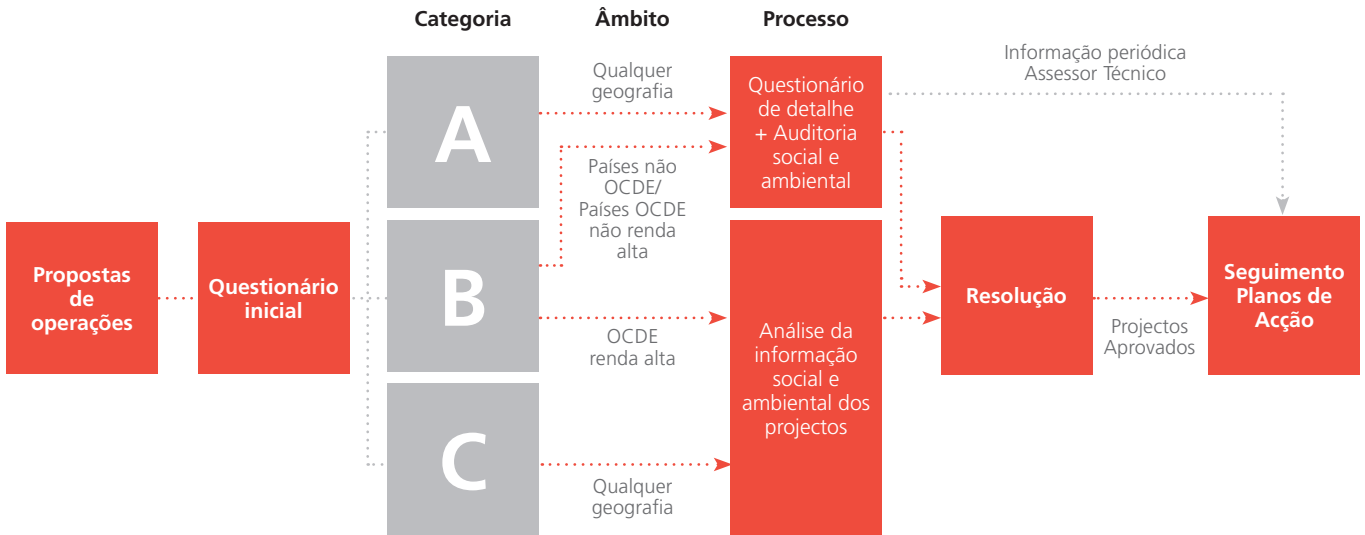 Categoria
Âmbito
Processo
Propostas
de
operações
Questionário
inicial
A
B
C
Qualquer
geografia
Países não
OCDE/
Países OCDE
não renda
alta
OCDE
renda alta
Qualquer
geografia
Questionário
de detalhe
+ Auditoria
social e
ambiental
Análise da
informação
social e
ambiental dos
projectos
Resolução
Informação periódica
Assessor Técnico
Projectos
Aprovados
Seguimento
Planos de
Acção